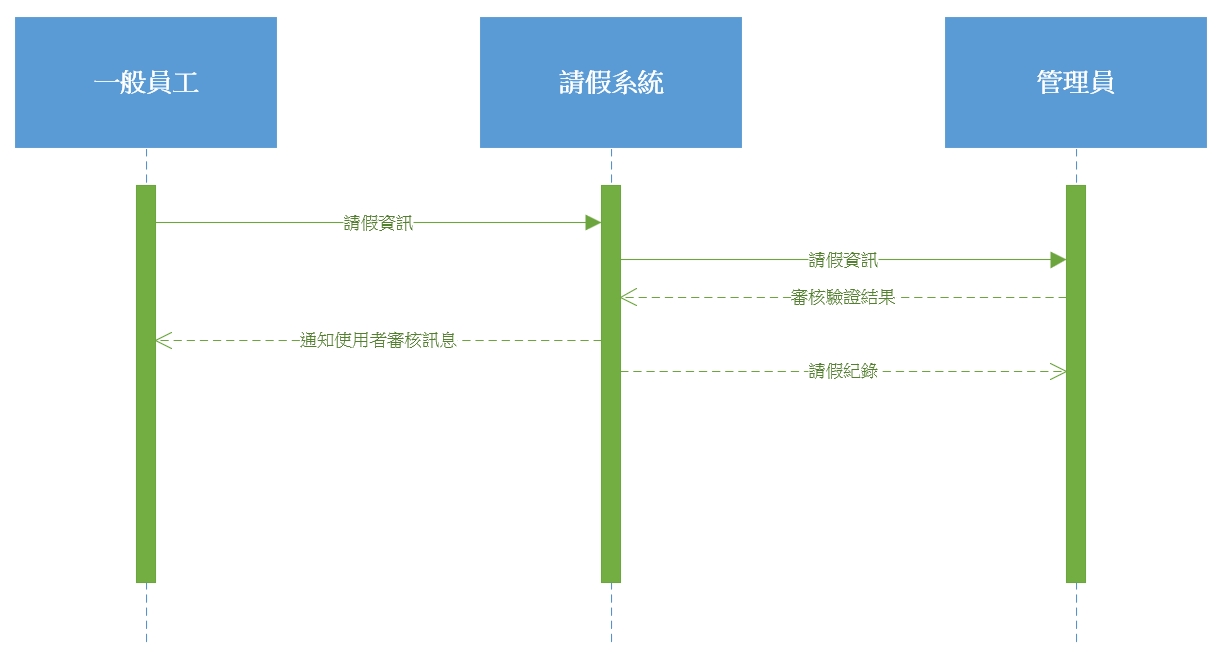 一般員工
請假系統
管理員
請假資訊
請假資訊
審核驗證結果
通知使用者審核訊息
請假紀錄